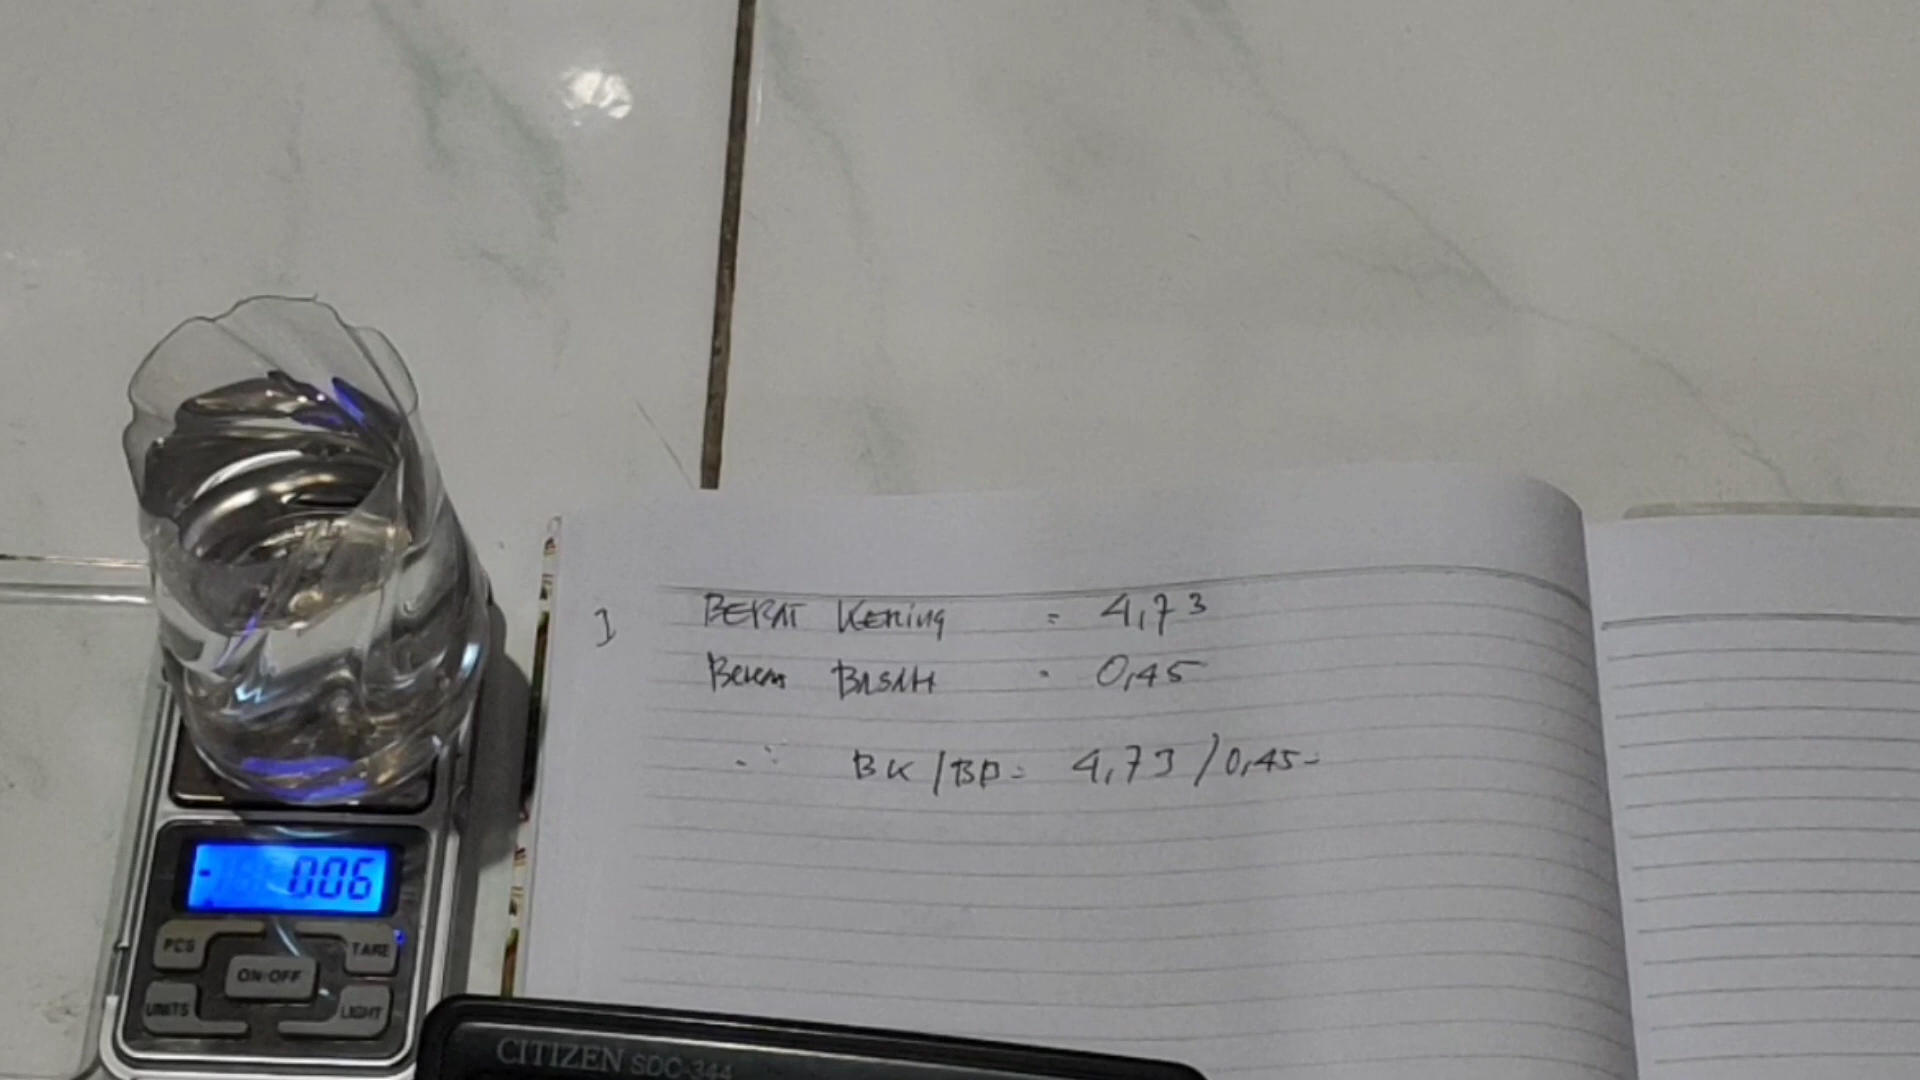 1 BERAT KERING = 4,73
BERAT BASAH = 0,45
∴ BK/BB = 4,73/0,45=
- 0.06
PCS
TARE
ON/OFF
UNITS
LIGHT
CITIZEN SDC-344